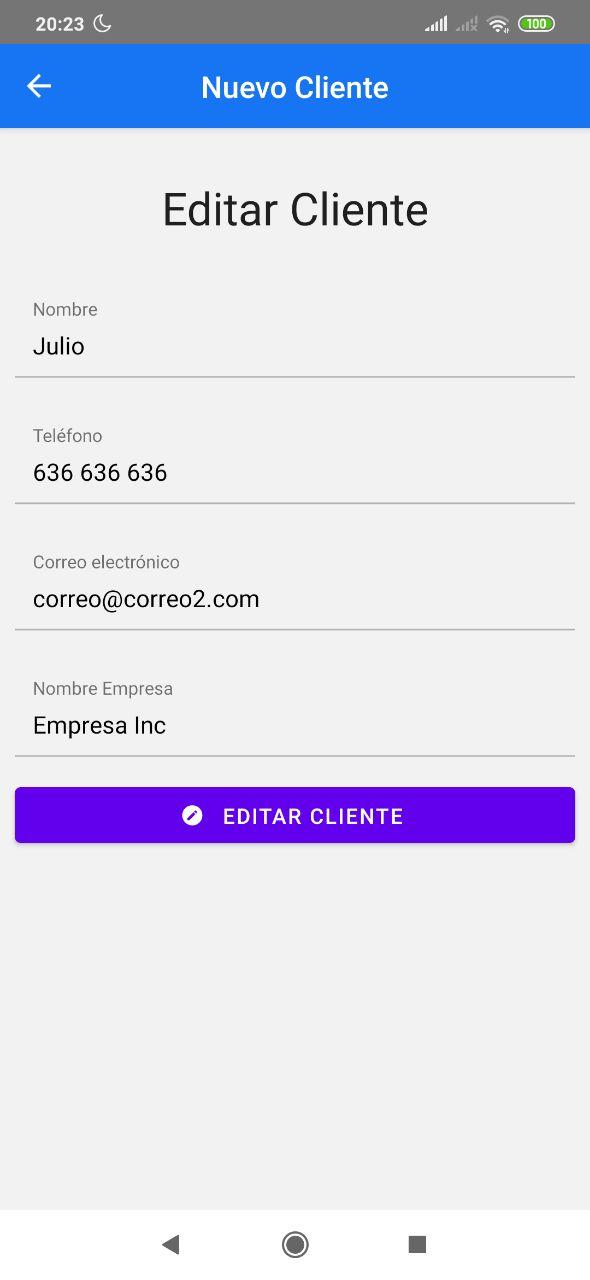 20:23
100
Nuevo Cliente
Editar Cliente
Nombre
Julio
Teléfono
636 636 636
Correo electrónico
correo@correo2.com
Nombre Empresa
Empresa Inc
EDITAR CLIENTE